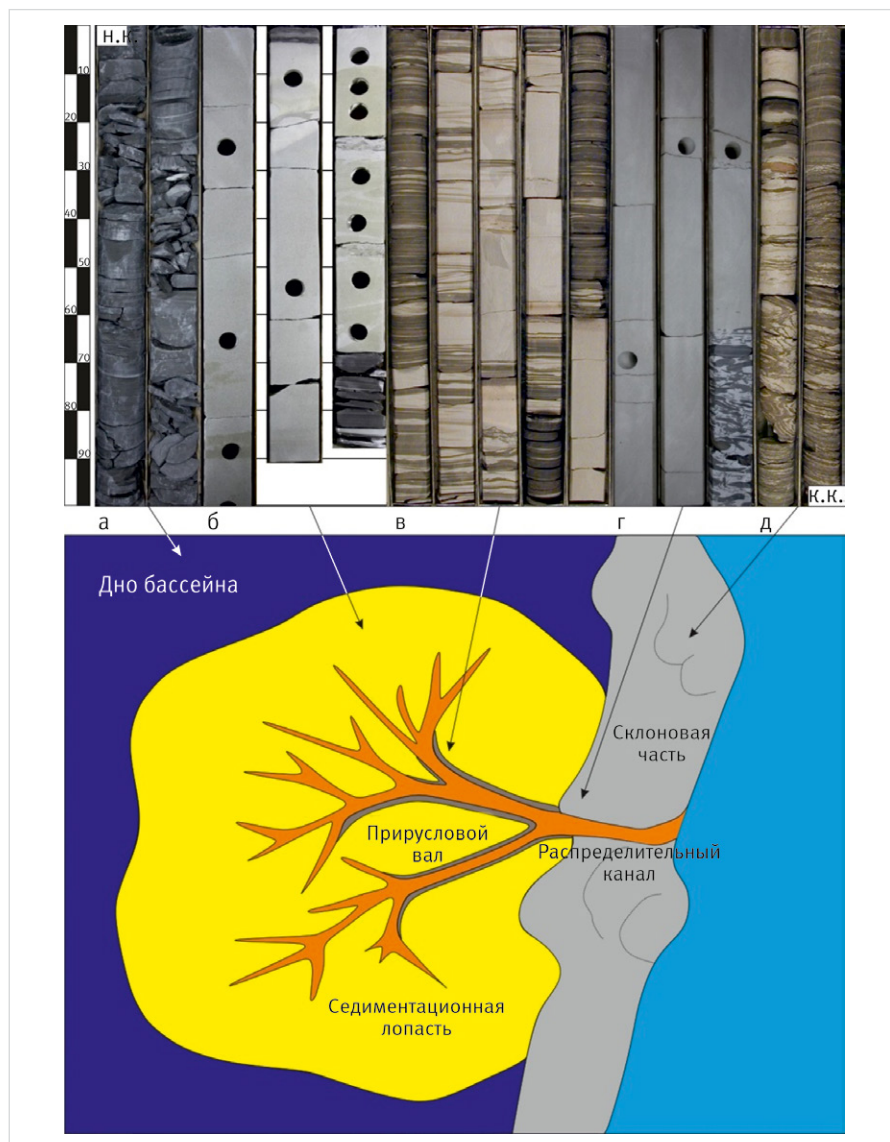 н.к.
10
20
30
40
50
60
70
80
90
к.к.
а б в г д
Дно бассейна
Склоновая
часть
Прирусловой
вал
Распределительный
канал
Седиментационная
лопасть